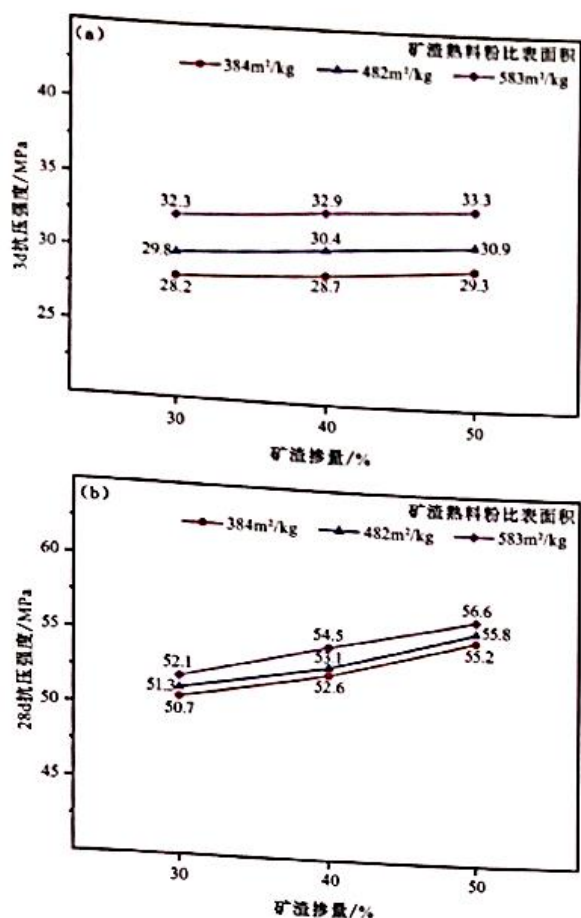 (a)
矿渣熟料粉比表面积
384m²/kg 482m²/kg 583m²/kg
40
35
30
25
3d抗压强度/MPa
32.3 32.9 33.3
29.8 30.4 30.9
28.2 28.7 29.3
30 40 50
矿渣掺量/%
(b)
矿渣熟料粉比表面积
384m²/kg 482m²/kg 583m²/kg
60
55
50
45
28d抗压强度/MPa
52.1 54.5 56.6
51.3 53.1 55.8
50.7 52.6 55.2
30 40 50
矿渣掺量/%